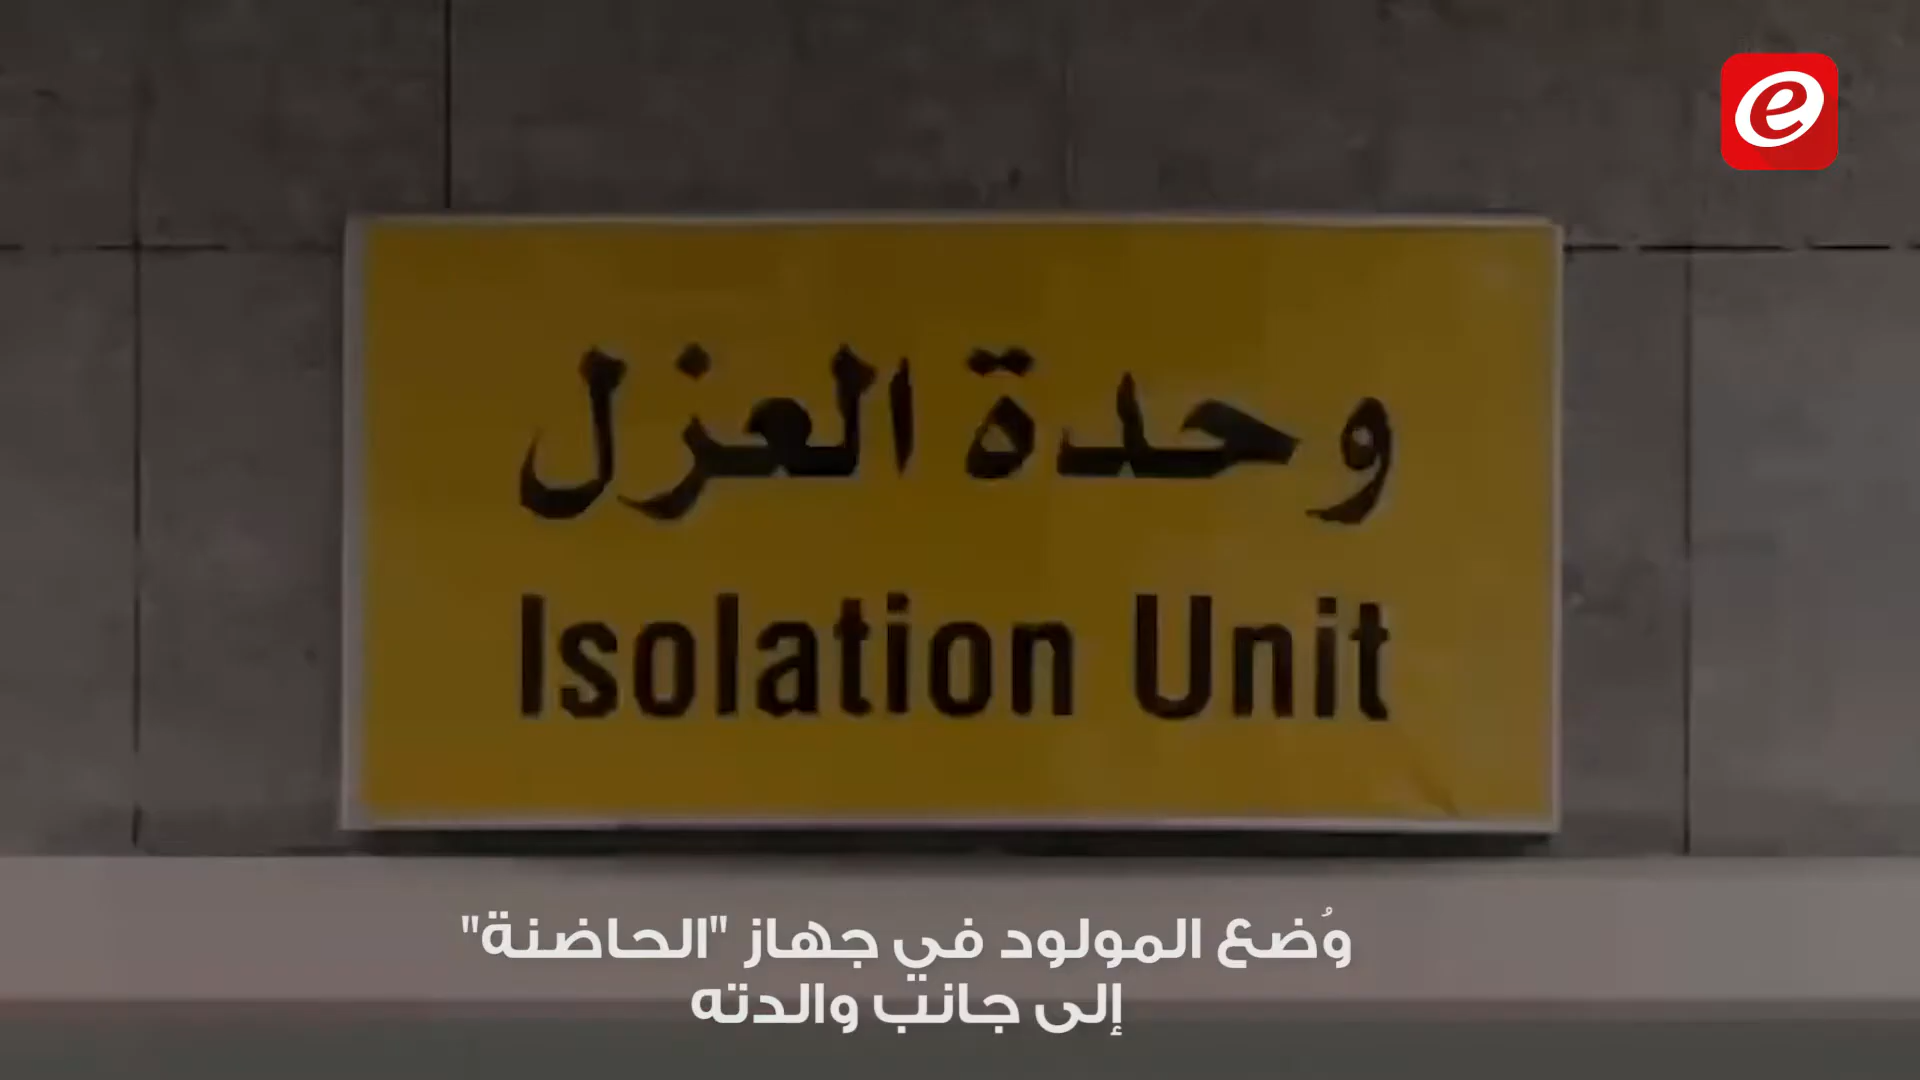 وحدة العزل
Isolation Unit
وُضع المولود في جهاز "الحاضنة"
إلى جانب والدته